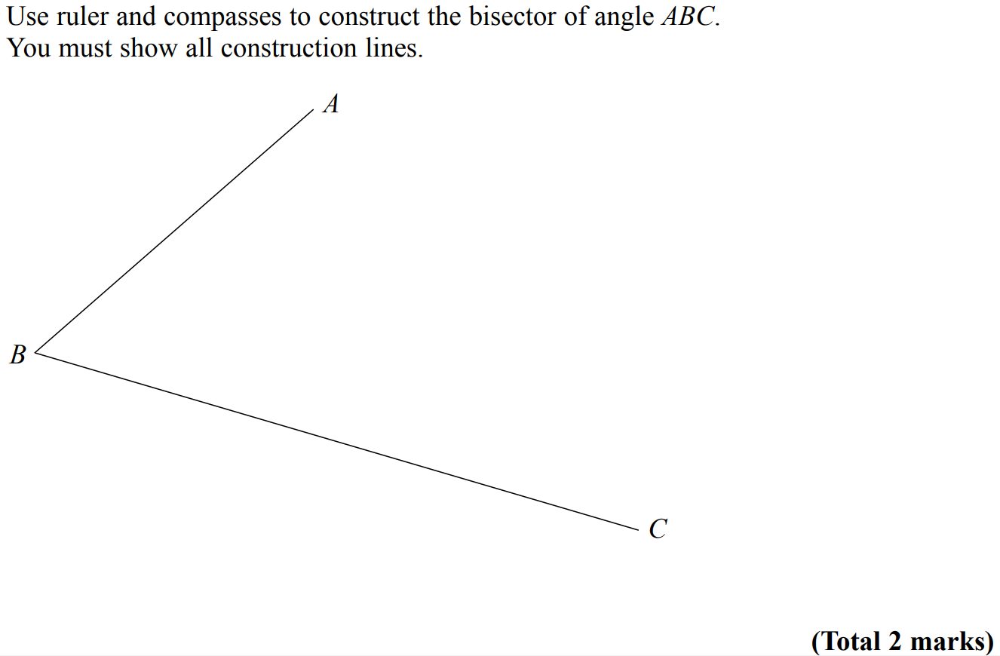 Use ruler and compasses to construct the bisector of angle ABC.
You must show all construction lines.
A
B
C
(Total 2 marks)